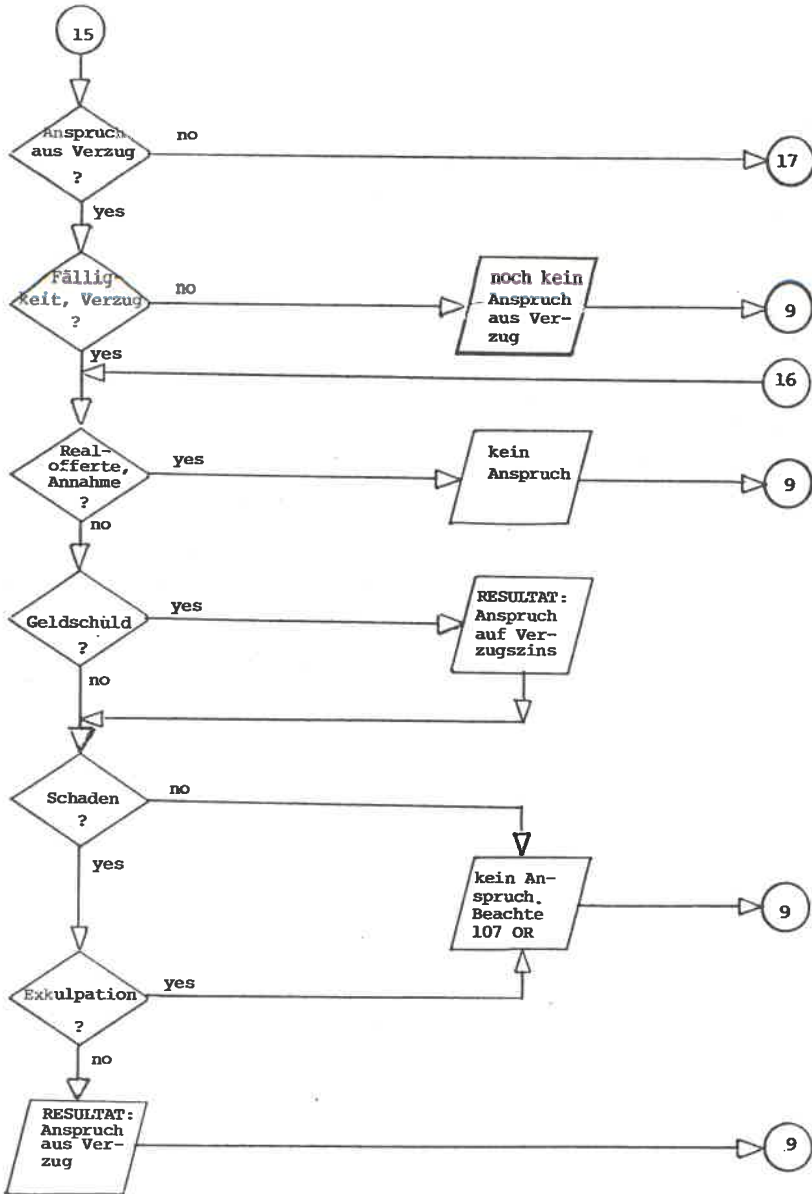 15
Anspruch
aus Verzug
?
no
17
yes
Fällig-
keit, Verzug
?
no
noch kein
Anspruch
aus Ver-
zug
9
yes
16
Real-
offerte,
Annahme
?
yes
kein
Anspruch
9
no
Geldschuld
?
yes
RESULTAT:
Anspruch
auf Ver-
zugszins
no
Schaden
?
no
yes
kein An-
spruch.
Beachte
107 OR
9
Exkulpation
?
yes
no
RESULTAT:
Anspruch
aus Ver-
zug
9